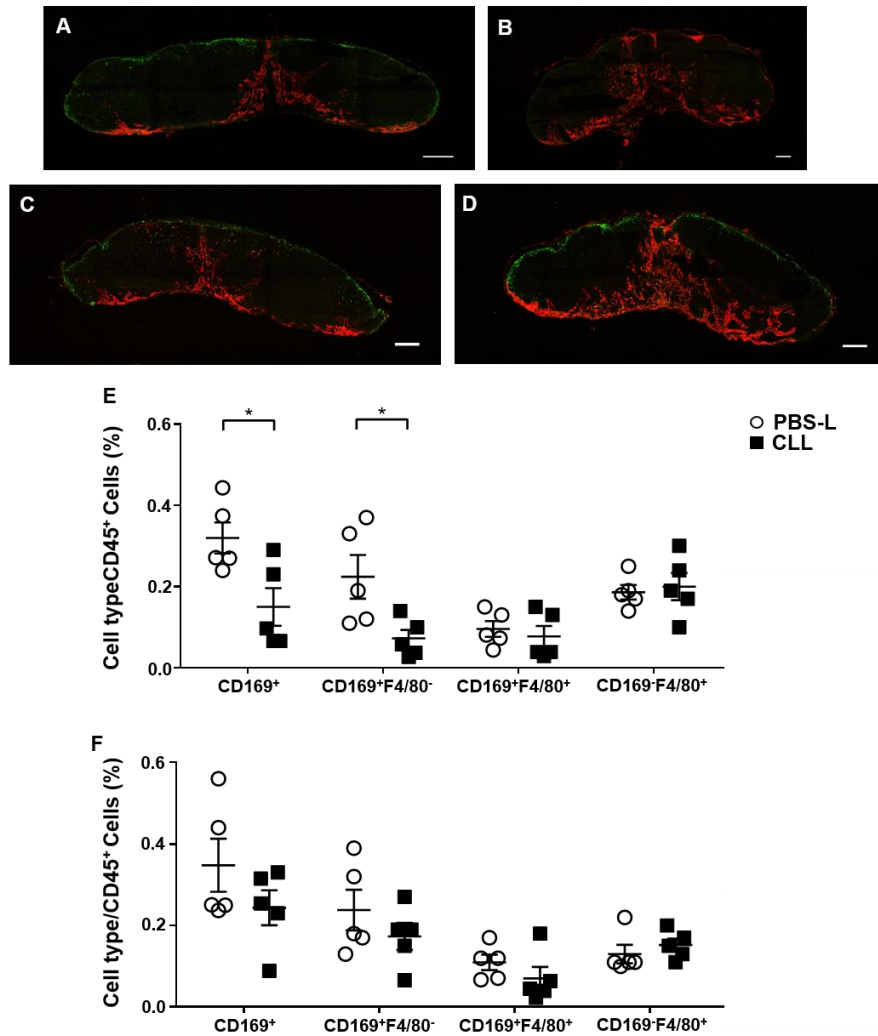 A
B
C
D
E
Cell typeCD45⁺ Cells (%)
0.6
0.4
0.2
0.0
*
*
PBS-L
CLL
CD169⁺
CD169⁺F4/80⁻
CD169⁺F4/80⁺
CD169⁻F4/80⁺
F
Cell type/CD45⁺ Cells (%)
0.6
0.4
0.2
0.0
CD169⁺
CD169⁺F4/80⁻
CD169⁺F4/80⁺
CD169⁻F4/80⁺